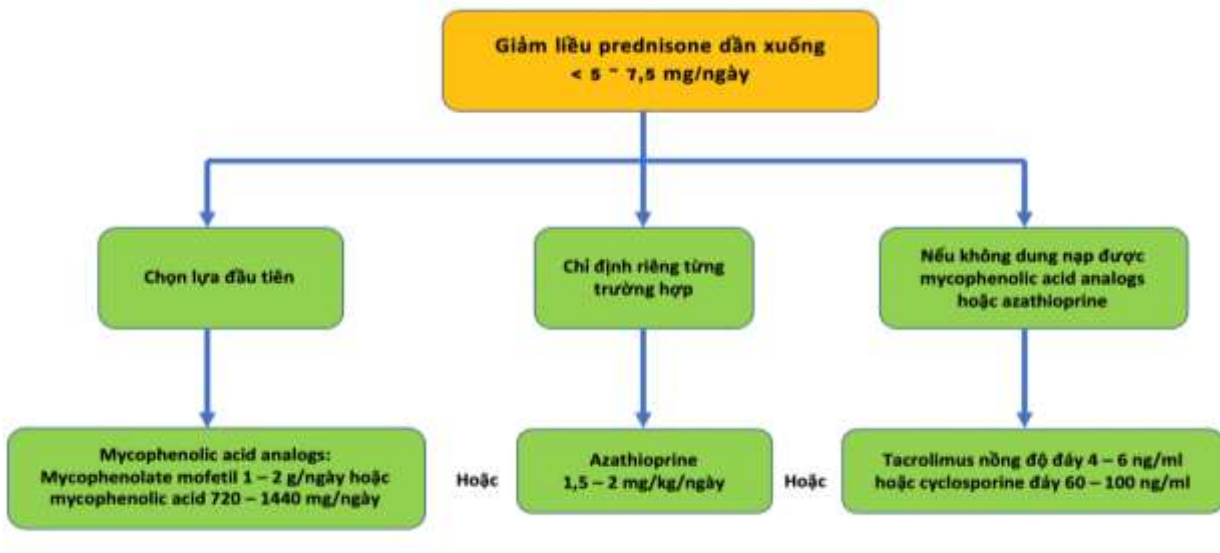 Giảm liều prednisone dần xuống
< 5 ~ 7,5 mg/ngày
Chọn lựa đầu tiên
Chỉ định riêng từng
trường hợp
Nếu không dung nạp được
mycophenolic acid analogs
hoặc azathioprine
Mycophenolic acid analogs:
Mycophenolate mofetil 1 – 2 g/ngày hoặc
mycophenolic acid 720 – 1440 mg/ngày
Hoặc
Azathioprine
1,5 – 2 mg/kg/ngày
Hoặc
Tacrolimus nồng độ đáy 4 – 6 ng/ml
hoặc cyclosporine đáy 60 – 100 ng/ml